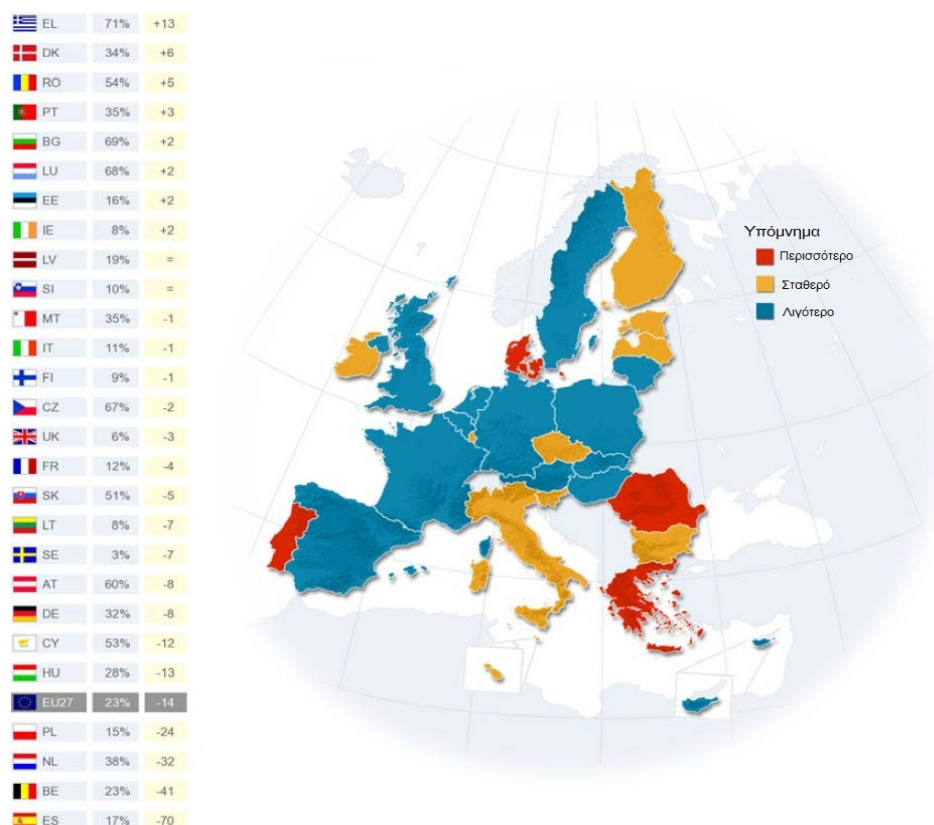 EL 71% +13
DK 34% +6
RO 54% +5
PT 35% +3
BG 69% +2
LU 68% +2
EE 16% +2
IE 8% +2
LV 19% =
SI 10% =
MT 35% -1
IT 11% -1
FI 9% -1
CZ 67% -2
UK 6% -3
FR 12% -4
SK 51% -5
LT 8% -7
SE 3% -7
AT 60% -8
DE 32% -8
CY 53% -12
HU 28% -13
EU27 23% -14
PL 15% -24
NL 38% -32
BE 23% -41
ES 17% -70
Υπόμνημα
Περισσότερο
Σταθερό
Λιγότερο